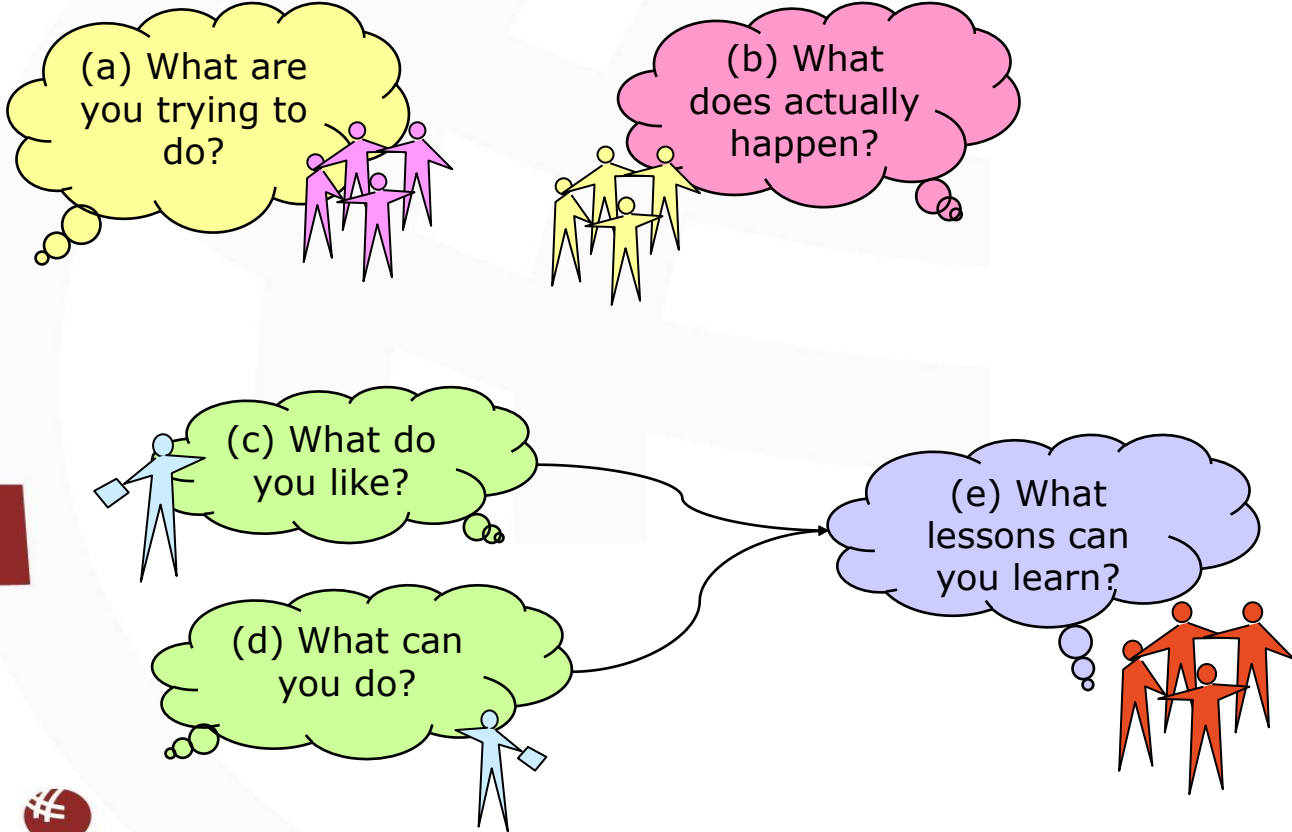 (a) What are
you trying to
do?
(b) What
does actually
happen?
(c) What do
you like?
(d) What can
you do?
(e) What
lessons can
you learn?